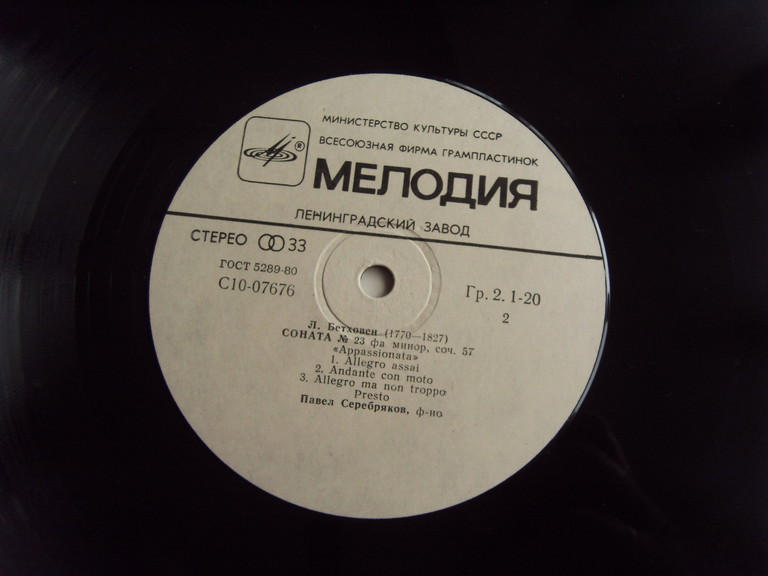 МИНИСТЕРСТВО КУЛЬТУРЫ СССР
ВСЕСОЮЗНАЯ ФИРМА ГРАМПЛАСТИНОК
®
МЕЛОДИЯ
ЛЕНИНГРАДСКИЙ ЗАВОД
СТЕРЕО 33
ГОСТ 5289-80
С10-07676
Гр. 2. 1-20
2
Л. Бетховен (1770—1827)
СОНАТА № 23 фа минор, соч. 57
«Appassionata»
1. Allegro assai
2. Andante con moto
3. Allegro ma non troppo
Presto
Павел Серебряков, ф-но